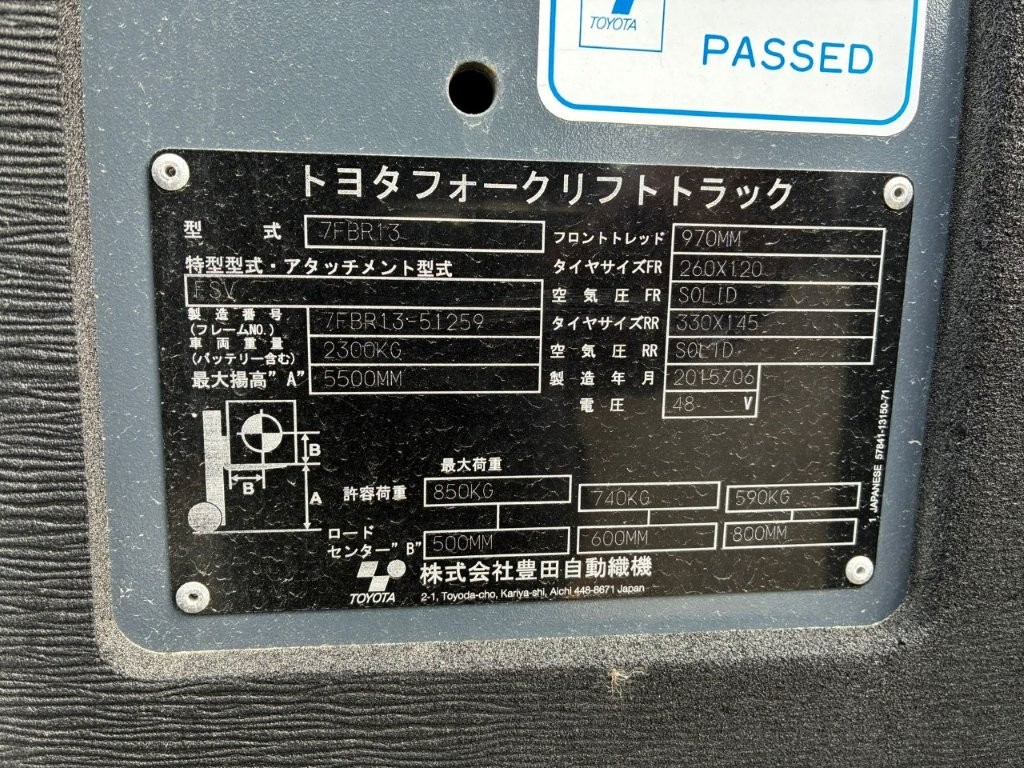 TOYOTA
PASSED
トヨタフォークリフトトラック
型 式 7FBR13
特型型式・アタッチメント型式
FSV
製造番号
(フレームNO.) 7FBR13-51259
車両重量
(バッテリー含む) 2300KG
最大揚高"A" 5500MM
フロントトレッド 970MM
タイヤサイズFR 260X120
空気圧 FR SOLID
タイヤサイズRR 330X145
空気圧 RR SOLID
製造年月 2015/06
電圧 48 V
B
B
A
最大荷重
許容荷重 850KG 740KG 590KG
ロード
センター"B" 500MM 600MM 800MM
TOYOTA
株式会社豊田自動織機
2-1, Toyoda-cho, Kariya-shi, Aichi 448-8671 Japan
1 JAPANESE 57841-13150-71